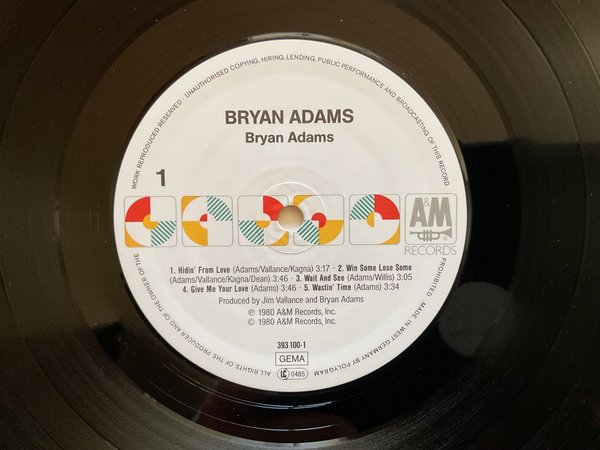 WORK REPRODUCED RESERVED · UNAUTHORISED COPYING, HIRING, LENDING, PUBLIC PERFORMANCE AND BROADCASTING OF THIS RECORD PROHIBITED. MADE IN WEST GERMANY BY POLYGRAM
BRYAN ADAMS
Bryan Adams
1
A&M
RECORDS
1. Hidin' From Love (Adams/Vallance/Kagna) 3:17 · 2. Win Some Lose Some
(Adams/Vallance/Kagna/Dean) 3:46 · 3. Wait And See (Adams/Willis) 3:05
4. Give Me Your Love (Adams) 3:46 · 5. Wastin' Time (Adams) 3:34
Produced by Jim Vallance and Bryan Adams
℗ 1980 A&M Records, Inc.
© 1980 A&M Records, Inc.
393 100-1
GEMA
LC 0485
ALL RIGHTS OF THE PRODUCER AND OF THE OWNER OF THE